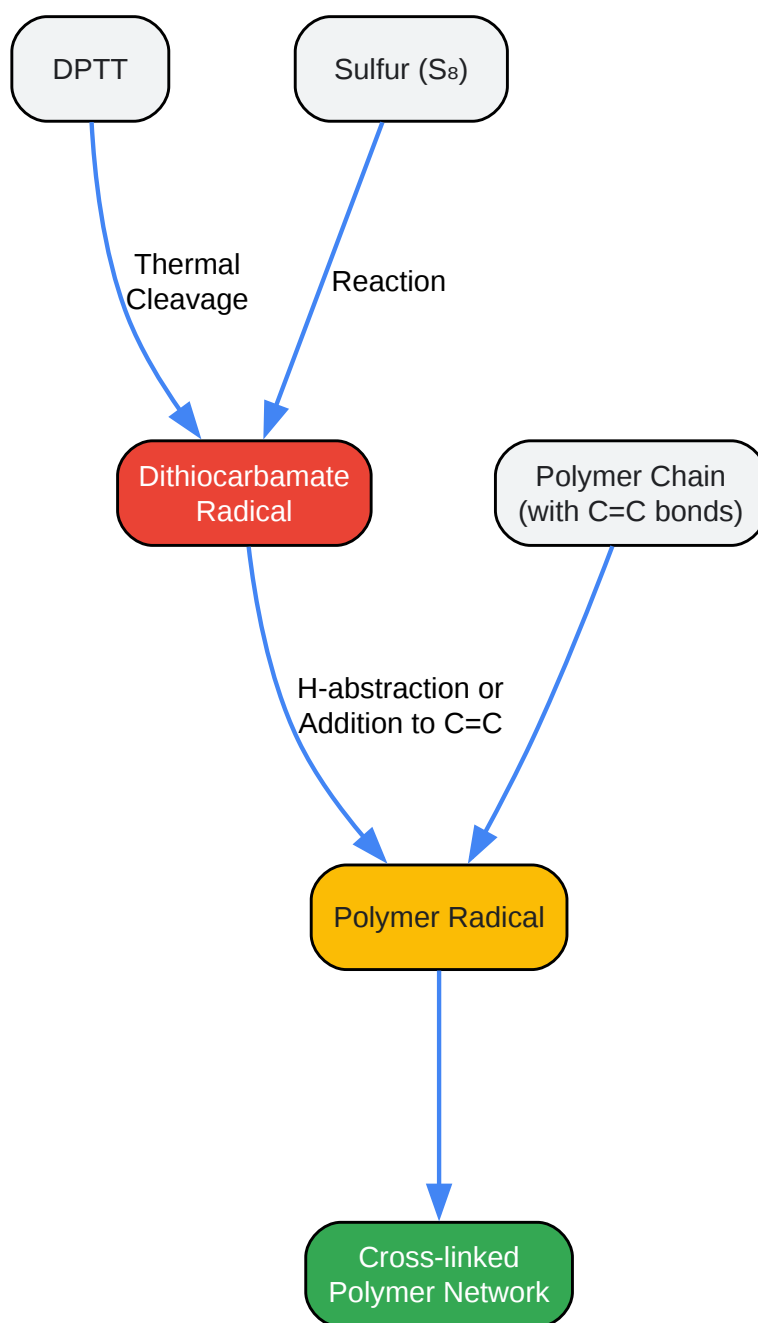 DPTT
Sulfur (S₈)
Thermal
Cleavage
Reaction
Dithiocarbamate
Radical
Polymer Chain
(with C=C bonds)
H-abstraction or
Addition to C=C
Polymer Radical
Cross-linked
Polymer Network